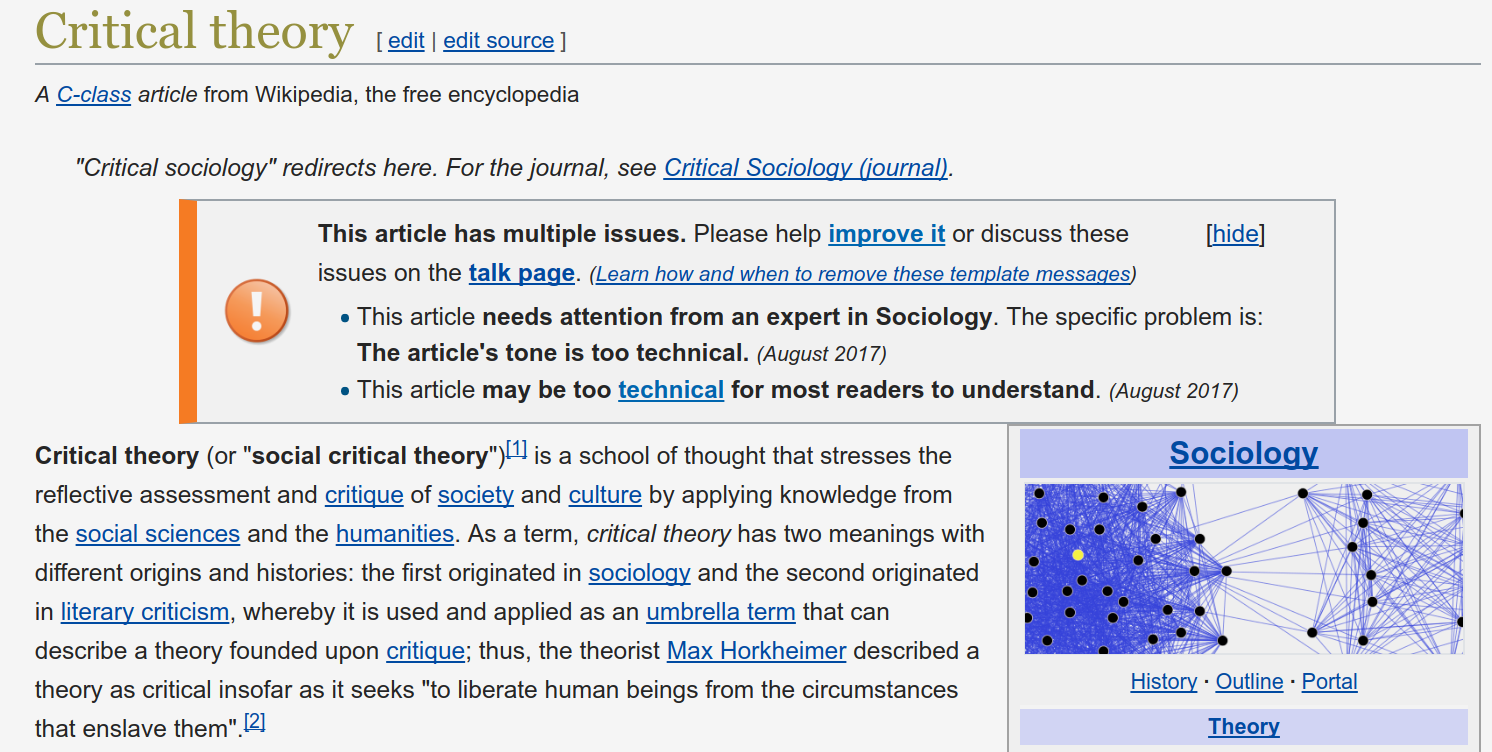 Critical theory [ edit | edit source ]
A C-class article from Wikipedia, the free encyclopedia
"Critical sociology" redirects here. For the journal, see Critical Sociology (journal).
This article has multiple issues. Please help improve it or discuss these [hide]
issues on the talk page. (Learn how and when to remove these template messages)
• This article needs attention from an expert in Sociology. The specific problem is:
The article's tone is too technical. (August 2017)
• This article may be too technical for most readers to understand. (August 2017)
Critical theory (or "social critical theory")[1] is a school of thought that stresses the
reflective assessment and critique of society and culture by applying knowledge from
the social sciences and the humanities. As a term, critical theory has two meanings with
different origins and histories: the first originated in sociology and the second originated
in literary criticism, whereby it is used and applied as an umbrella term that can
describe a theory founded upon critique; thus, the theorist Max Horkheimer described a
theory as critical insofar as it seeks "to liberate human beings from the circumstances
that enslave them".[2]
Sociology
History · Outline · Portal
Theory